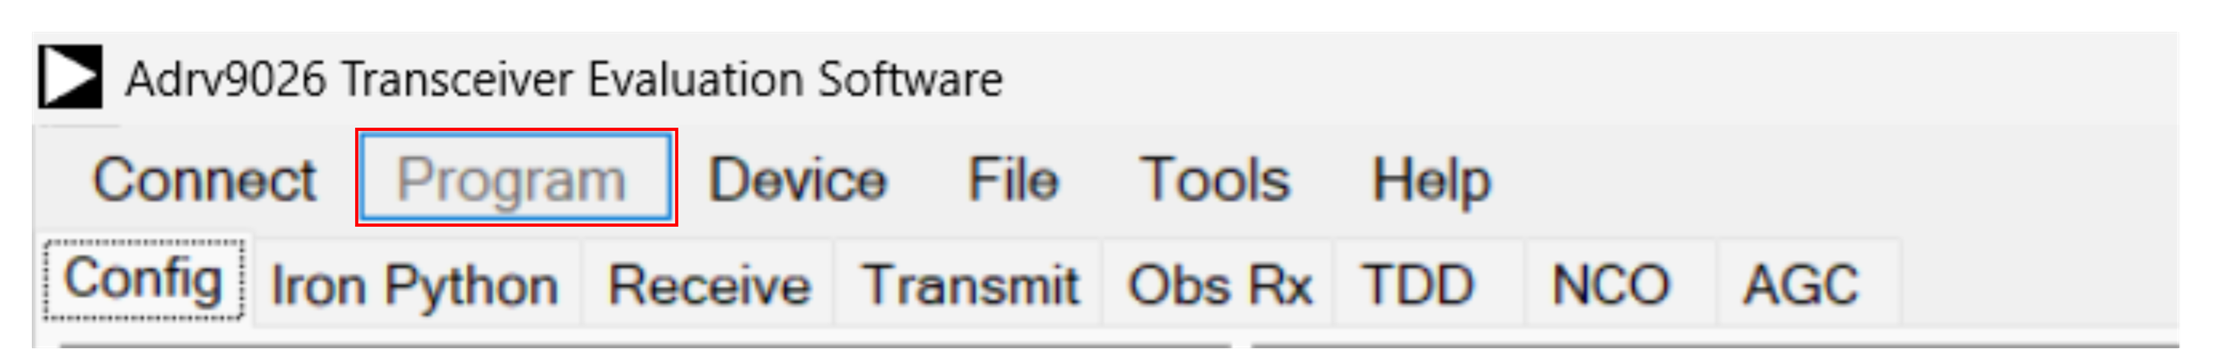 Adrv9026 Transceiver Evaluation Software
Connect Program Device File Tools Help
Config Iron Python Receive Transmit Obs Rx TDD NCO AGC